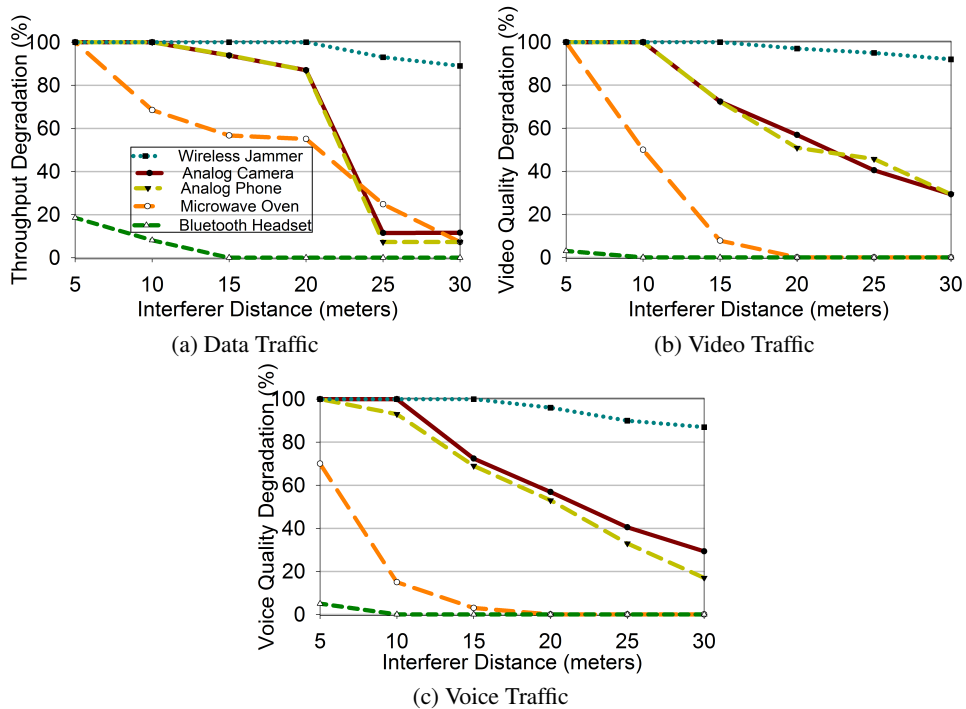 Throughput Degradation (%)
100
80
60
40
20
0
Wireless Jammer
Analog Camera
Analog Phone
Microwave Oven
Bluetooth Headset
5 10 15 20 25 30
Interferer Distance (meters)
(a) Data Traffic
Video Quality Degradation (%)
100
80
60
40
20
0
5 10 15 20 25 30
Interferer Distance (meters)
(b) Video Traffic
Voice Quality Degradation (%)
100
80
60
40
20
0
5 10 15 20 25 30
Interferer Distance (meters)
(c) Voice Traffic